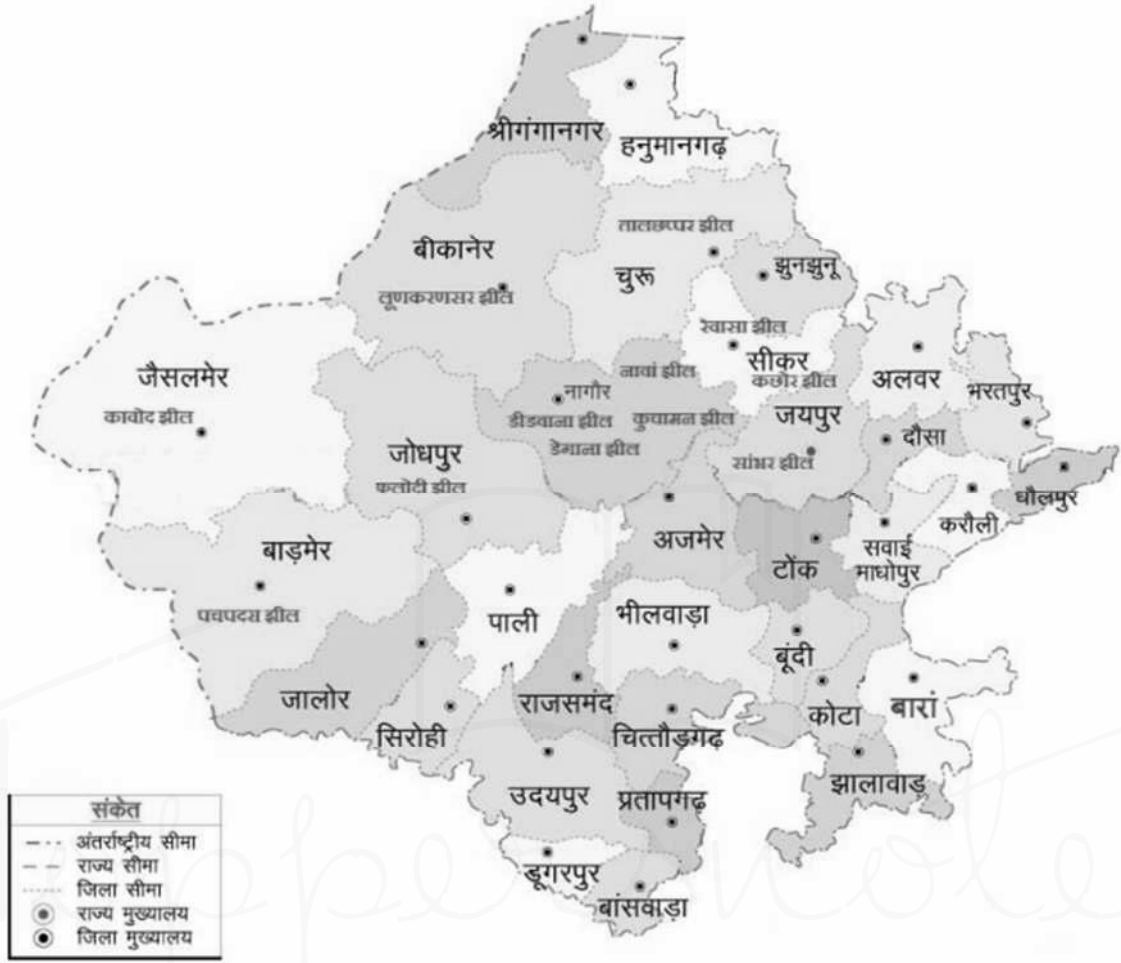 श्रीगंगानगर
हनुमानगढ़
तालछप्पर झील
बीकानेर
चुरू
झुनझुनू
लूणकरणसर झील
रेवासा झील
सीकर
जैसलमेर
नावां झील
कछोर झील
अलवर
नागौर
भरतपुर
कावोद झील
डीडवाना झील
कुचामन झील
जयपुर
दौसा
जोधपुर
डेगाना झील
सांभर झील
फलोदी झील
धौलपुर
करौली
बाड़मेर
अजमेर
सवाई
माधोपुर
टोंक
पचपदरा झील
पाली
भीलवाड़ा
बूंदी
जालोर
राजसमंद
कोटा
बारां
सिरोही
चित्तौड़गढ़
झालावाड़
उदयपुर
प्रतापगढ़
डूगरपुर
बांसवाड़ा
संकेत
अंतर्राष्ट्रीय सीमा
राज्य सीमा
जिला सीमा
राज्य मुख्यालय
जिला मुख्यालय